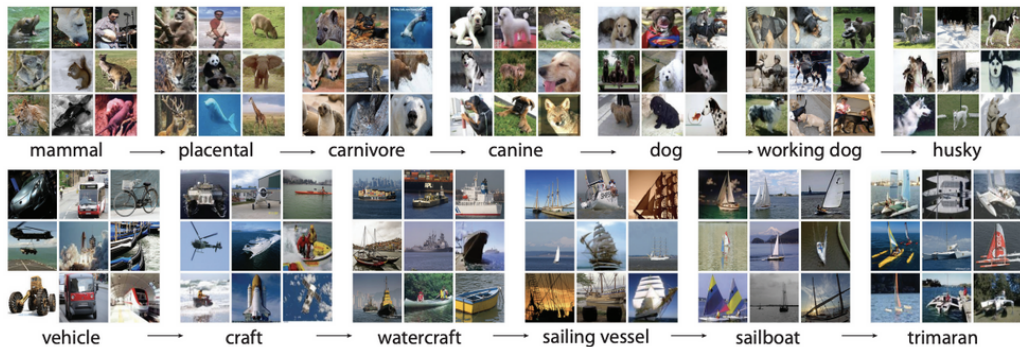 mammal → placental → carnivore → canine → dog → working dog → husky
vehicle → craft → watercraft → sailing vessel → sailboat → trimaran